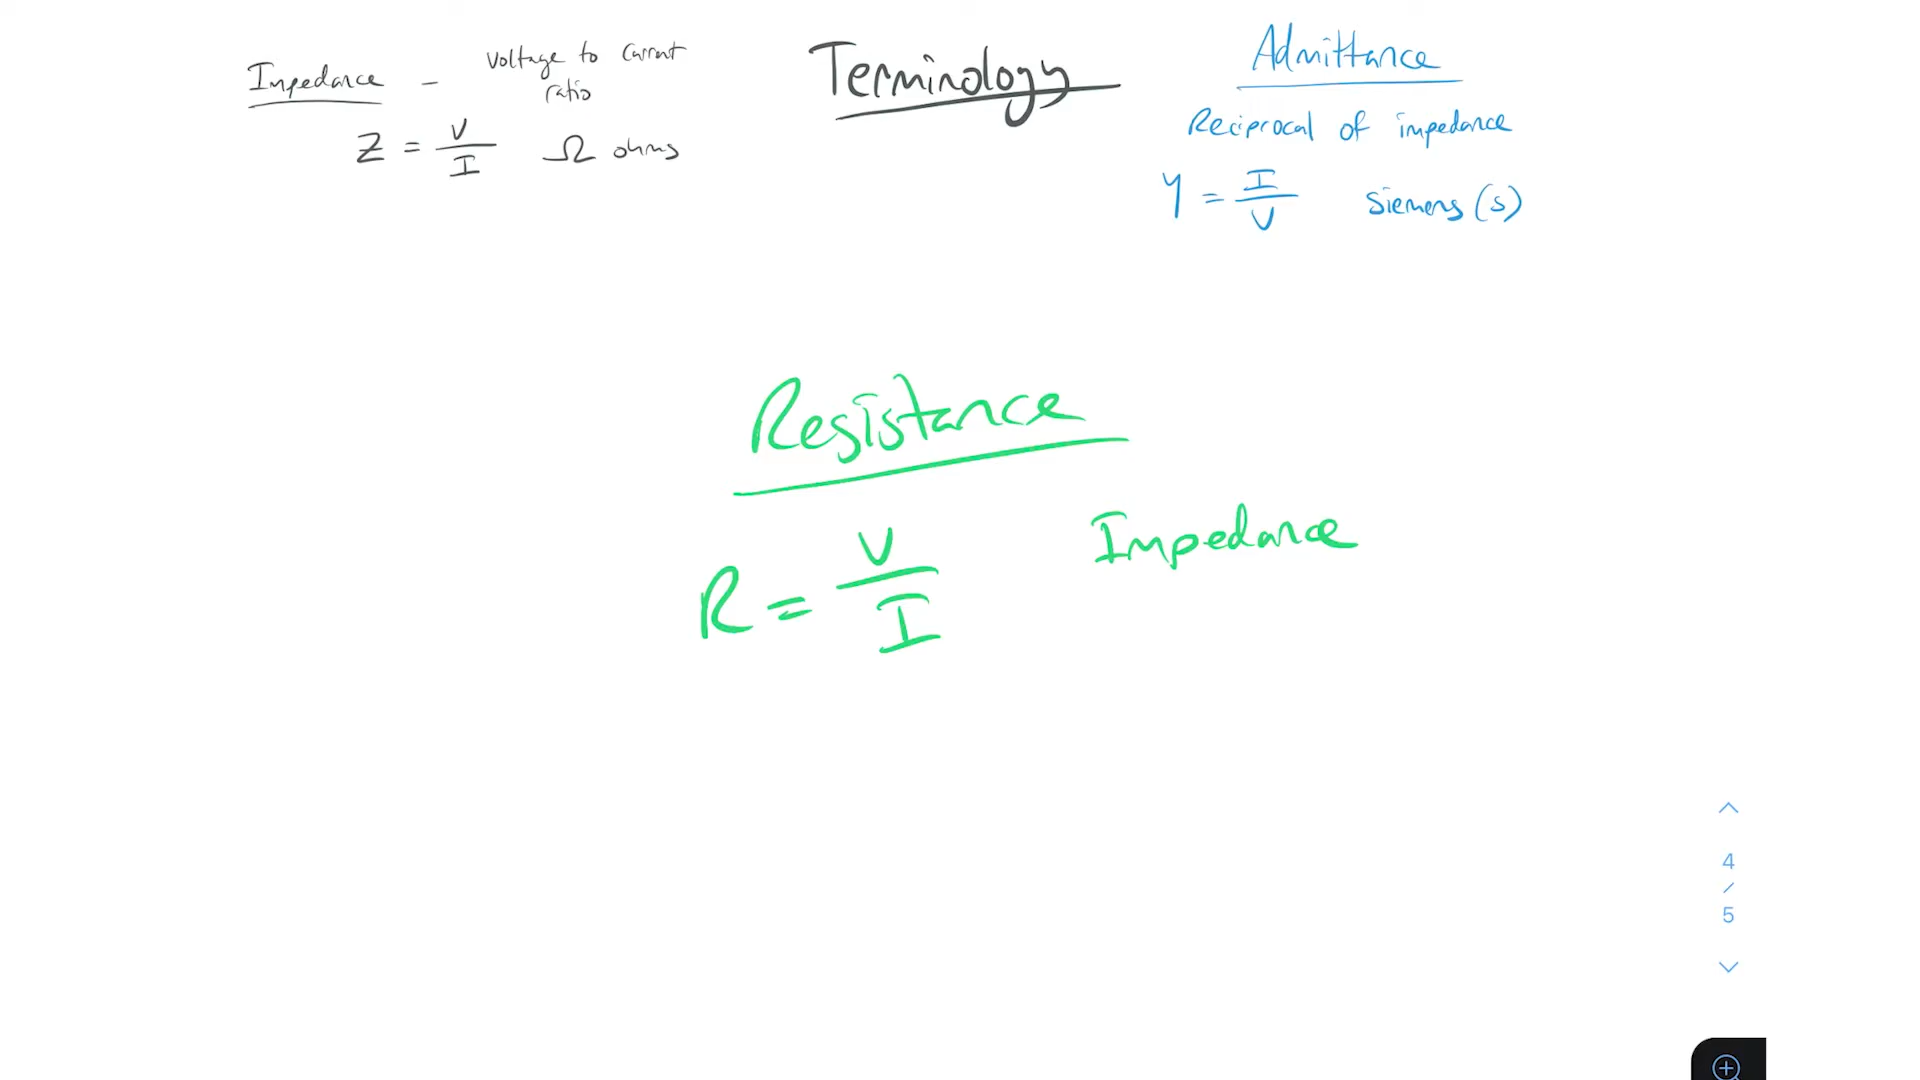 Impedance - Voltage to Current
ratio
Z = V/I Ω ohms
Terminology
Admittance
Reciprocal of impedance
Y = I/V Siemens (s)
Resistance
R = V/I
Impedance
4
/
5